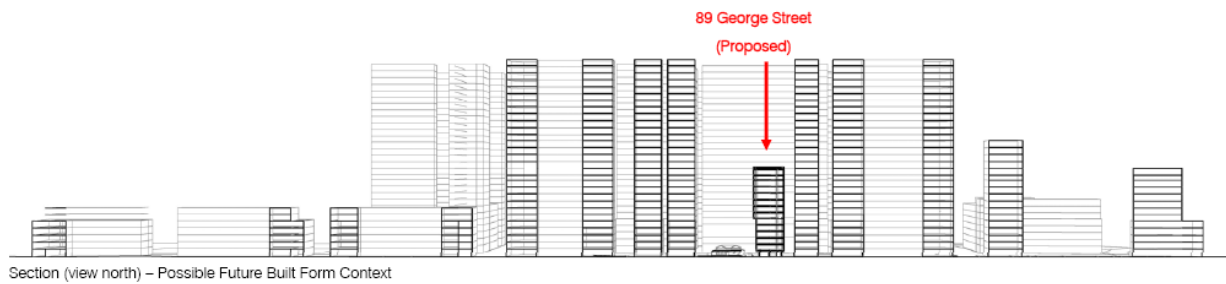 89 George Street
(Proposed)
Section (view north) – Possible Future Built Form Context